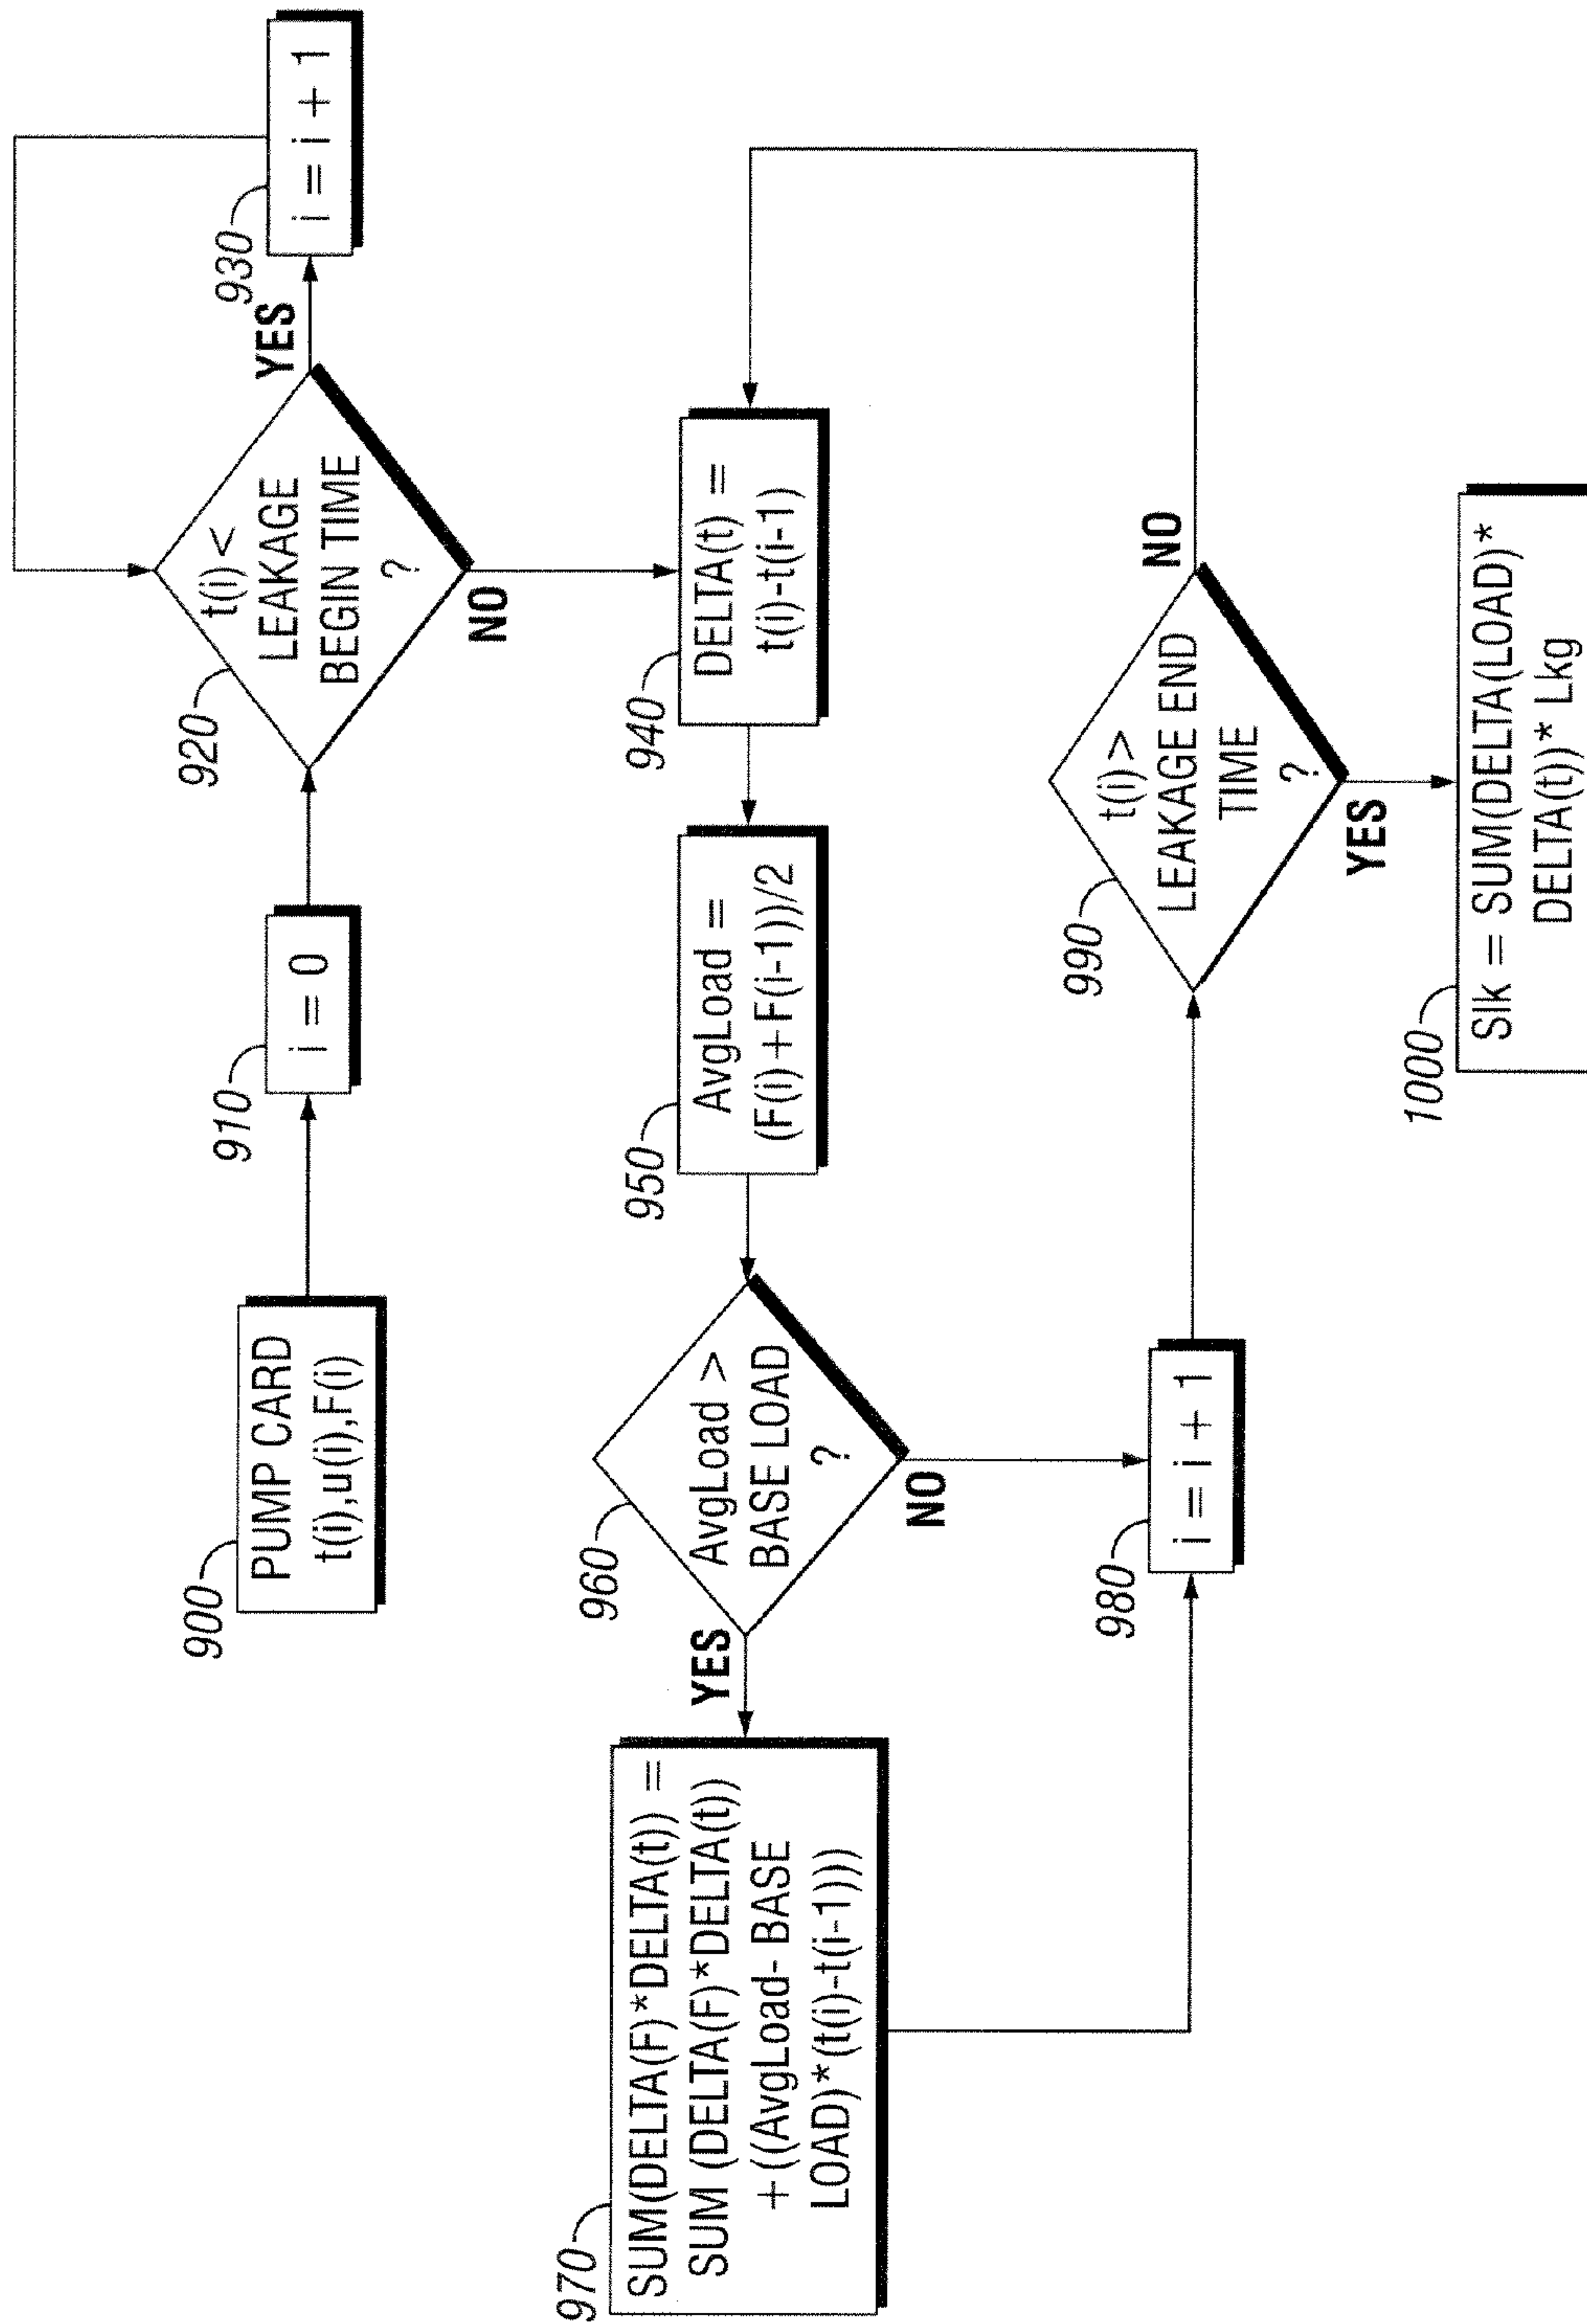 900
PUMP CARD
t(i),u(i),F(i)
910
i = 0
920
t(i) <
LEAKAGE
BEGIN TIME
?
YES
NO
930
i = i + 1
940
DELTA(t) =
t(i)-t(i-1)
950
AvgLoad =
(F(i)+F(i-1))/2
960
AvgLoad >
BASE LOAD
?
YES
NO
970
SUM(DELTA(F)*DELTA(t)) =
SUM (DELTA(F)*DELTA(t))
+((AvgLoad- BASE
LOAD)*(t(i)-t(i-1)))
980
i = i + 1
990
t(i) >
LEAKAGE END
TIME
?
NO
YES
1000
Slk = SUM(DELTA(LOAD)*
DELTA(t))* Lkg